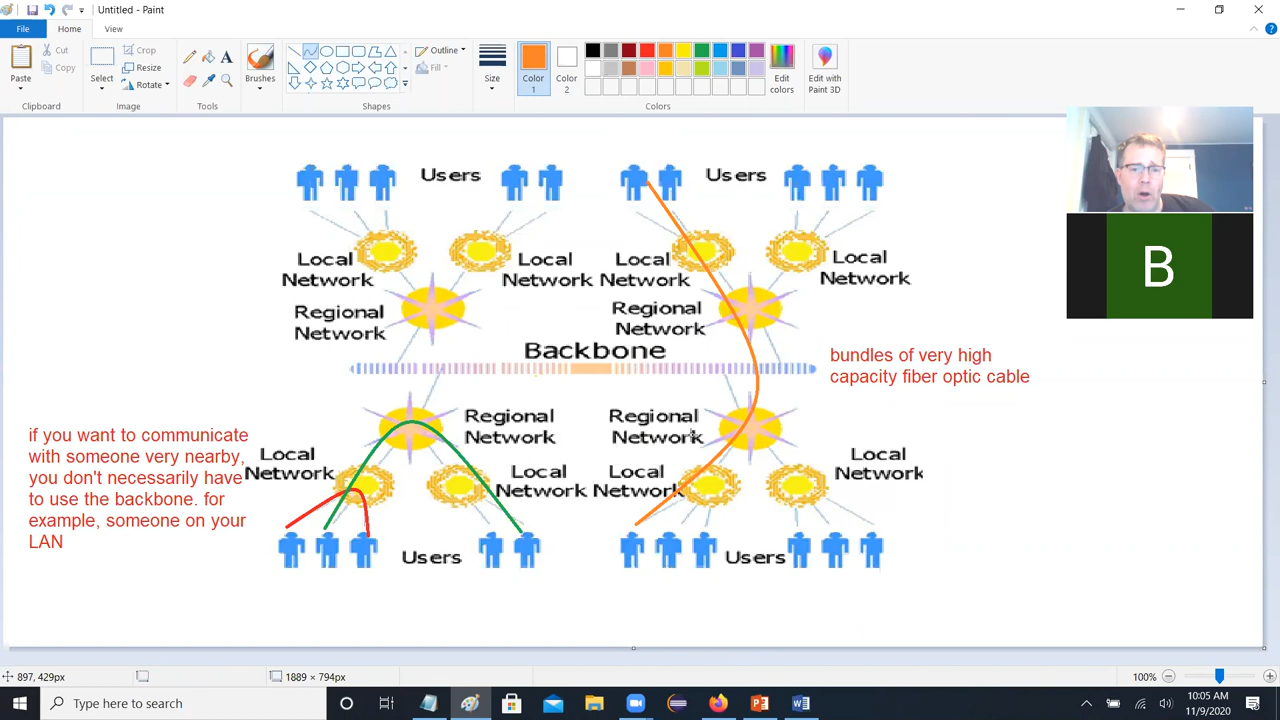 Untitled - Paint
File
Home
View
Paste
Cut
Copy
Clipboard
Select
Crop
Resize
Rotate
Image
A
Tools
Brushes
Outline
Fill
Shapes
Size
Color
1
Color
2
Edit
colors
Edit with
Paint 3D
Colors
Users
Users
Local
Network
Local
Network
Local
Network
Local
Network
Regional
Network
Regional
Network
Backbone
bundles of very high
capacity fiber optic cable
B
if you want to communicate
with someone very nearby,
you don't necessarily have
to use the backbone. for
example, someone on your
LAN
Regional
Network
Regional
Network
Local
Network
Local
Network
Local
Network
Local
Network
Users
Users
897, 429px
1889 × 794px
100%
Type here to search
10:05 AM
11/9/2020